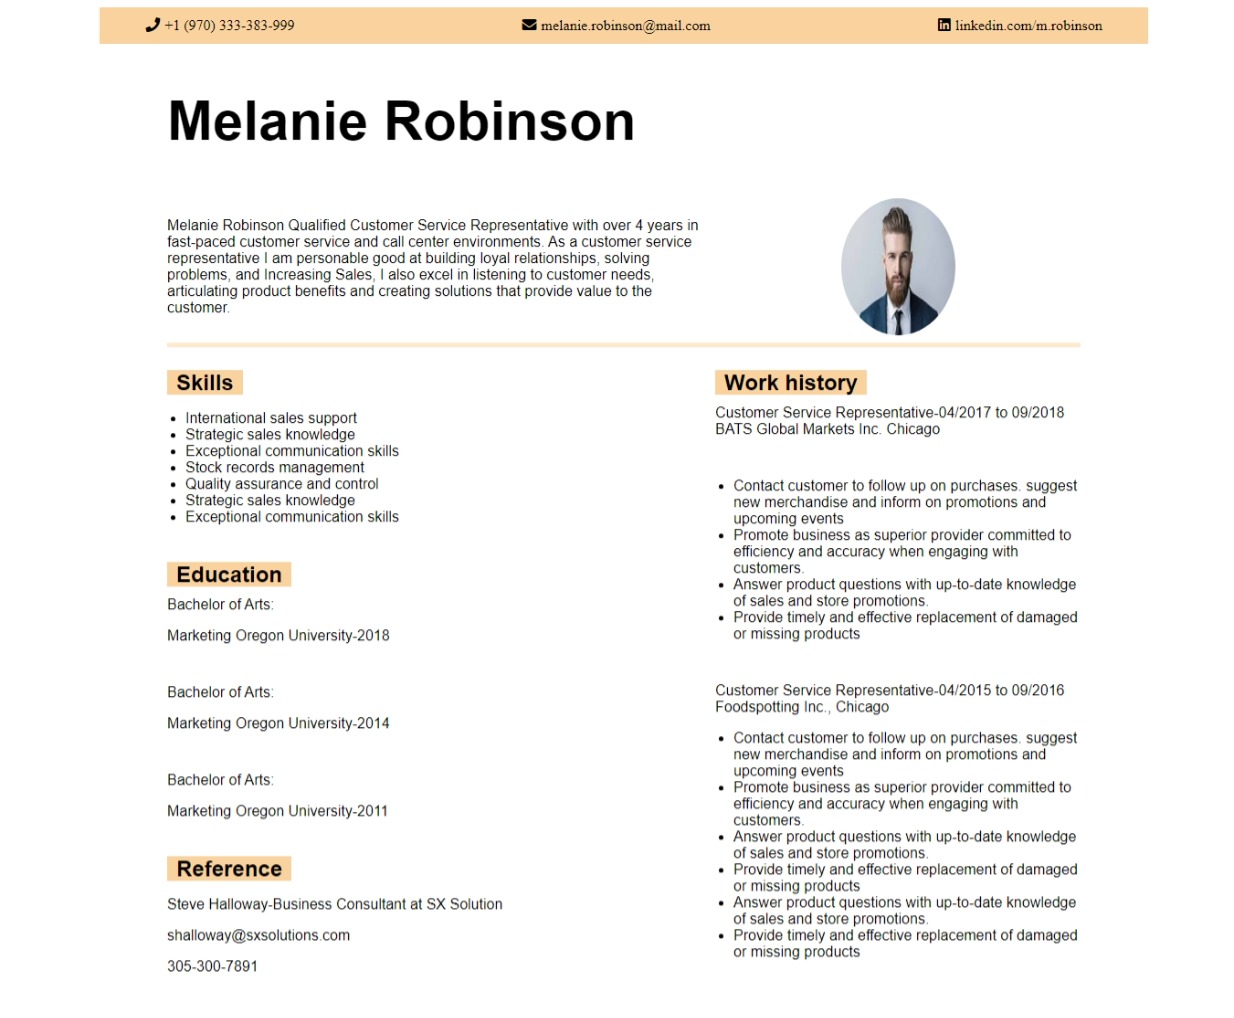 +1 (970) 333-383-999
melanie.robinson@mail.com
linkedin.com/m.robinson
Melanie Robinson
Melanie Robinson Qualified Customer Service Representative with over 4 years in
fast-paced customer service and call center environments. As a customer service
representative I am personable good at building loyal relationships, solving
problems, and Increasing Sales, I also excel in listening to customer needs,
articulating product benefits and creating solutions that provide value to the
customer.
Skills
International sales support
Strategic sales knowledge
Exceptional communication skills
Stock records management
Quality assurance and control
Strategic sales knowledge
Exceptional communication skills
Education
Bachelor of Arts:
Marketing Oregon University-2018
Bachelor of Arts:
Marketing Oregon University-2014
Bachelor of Arts:
Marketing Oregon University-2011
Reference
Steve Halloway-Business Consultant at SX Solution
shalloway@sxsolutions.com
305-300-7891
Work history
Customer Service Representative-04/2017 to 09/2018
BATS Global Markets Inc. Chicago
Contact customer to follow up on purchases. suggest
new merchandise and inform on promotions and
upcoming events
Promote business as superior provider committed to
efficiency and accuracy when engaging with
customers.
Answer product questions with up-to-date knowledge
of sales and store promotions.
Provide timely and effective replacement of damaged
or missing products
Customer Service Representative-04/2015 to 09/2016
Foodspotting Inc., Chicago
Contact customer to follow up on purchases. suggest
new merchandise and inform on promotions and
upcoming events
Promote business as superior provider committed to
efficiency and accuracy when engaging with
customers.
Answer product questions with up-to-date knowledge
of sales and store promotions.
Provide timely and effective replacement of damaged
or missing products
Answer product questions with up-to-date knowledge
of sales and store promotions.
Provide timely and effective replacement of damaged
or missing products